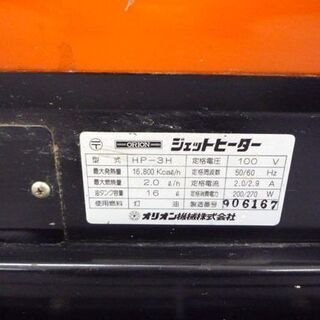 〒 ORION ジェットヒーター
型式 HP-3H 定格電圧 100 V
最大発熱量 15,800 Kcal/h 定格周波数 50/60 Hz
最大燃焼量 2.0 ℓ/h 定格電流 2.0/2.9 A
油タンク容量 16 ℓ 定格消費電力 200/270 W
使用燃料 灯油 製造番号 906167
オリオン機械株式会社